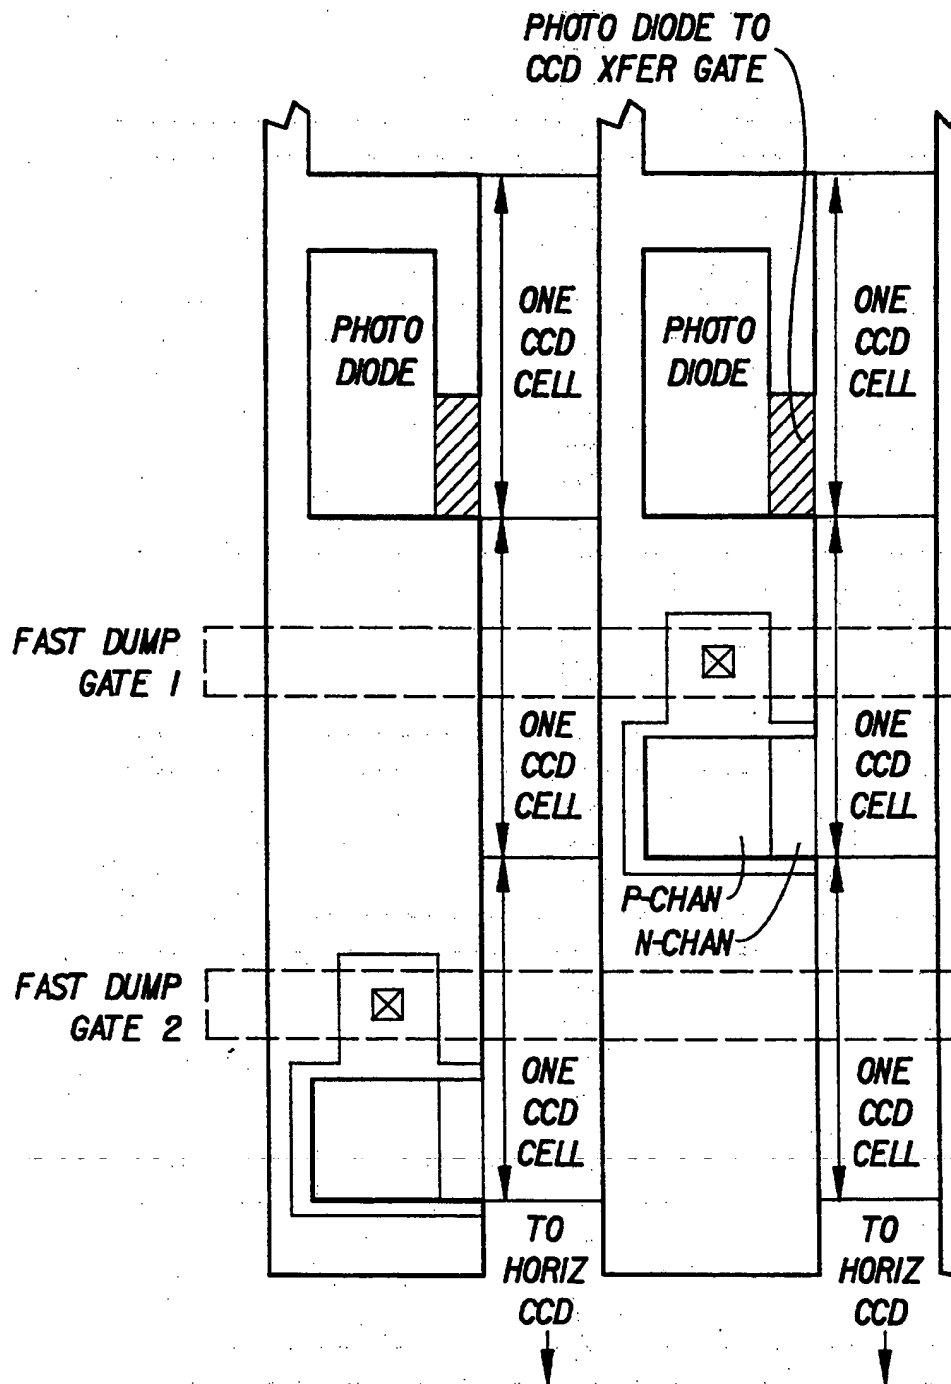 PHOTO DIODE TO
CCD XFER GATE
PHOTO
DIODE
ONE
CCD
CELL
PHOTO
DIODE
ONE
CCD
CELL
FAST DUMP
GATE 1
ONE
CCD
CELL
ONE
CCD
CELL
P-CHAN
N-CHAN
FAST DUMP
GATE 2
ONE
CCD
CELL
ONE
CCD
CELL
TO
HORIZ
CCD
TO
HORIZ
CCD